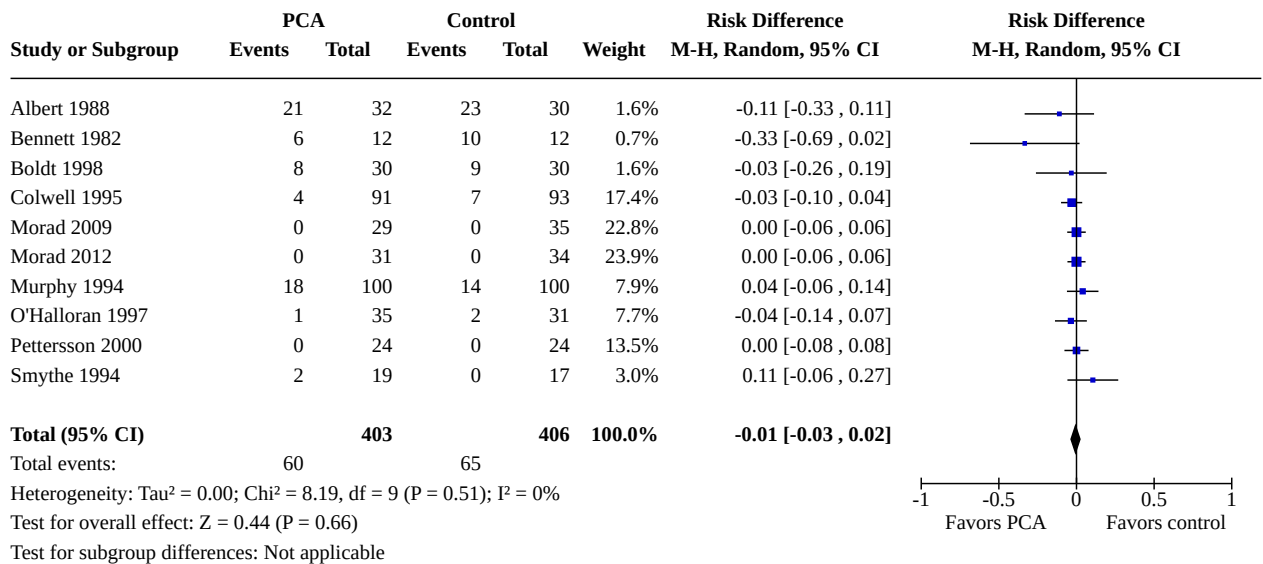 PCA Control Risk Difference Risk Difference
Study or Subgroup Events Total Events Total Weight M-H, Random, 95% CI M-H, Random, 95% CI
Albert 1988 21 32 23 30 1.6% -0.11 [-0.33 , 0.11]
Bennett 1982 6 12 10 12 0.7% -0.33 [-0.69 , 0.02]
Boldt 1998 8 30 9 30 1.6% -0.03 [-0.26 , 0.19]
Colwell 1995 4 91 7 93 17.4% -0.03 [-0.10 , 0.04]
Morad 2009 0 29 0 35 22.8% 0.00 [-0.06 , 0.06]
Morad 2012 0 31 0 34 23.9% 0.00 [-0.06 , 0.06]
Murphy 1994 18 100 14 100 7.9% 0.04 [-0.06 , 0.14]
O'Halloran 1997 1 35 2 31 7.7% -0.04 [-0.14 , 0.07]
Pettersson 2000 0 24 0 24 13.5% 0.00 [-0.08 , 0.08]
Smythe 1994 2 19 0 17 3.0% 0.11 [-0.06 , 0.27]
Total (95% CI) 403 406 100.0% -0.01 [-0.03 , 0.02]
Total events: 60 65
Heterogeneity: Tau² = 0.00; Chi² = 8.19, df = 9 (P = 0.51); I² = 0%
-1 -0.5 0 0.5 1
Test for overall effect: Z = 0.44 (P = 0.66) Favors PCA Favors control
Test for subgroup differences: Not applicable